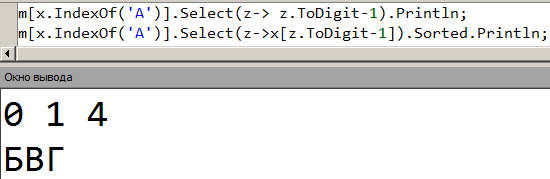 m[x.IndexOf('A')].Select(z-> z.ToDigit-1).Println;
m[x.IndexOf('A')].Select(z->x[z.ToDigit-1]).Sorted.Println;
Окно вывода
0 1 4
БВГ